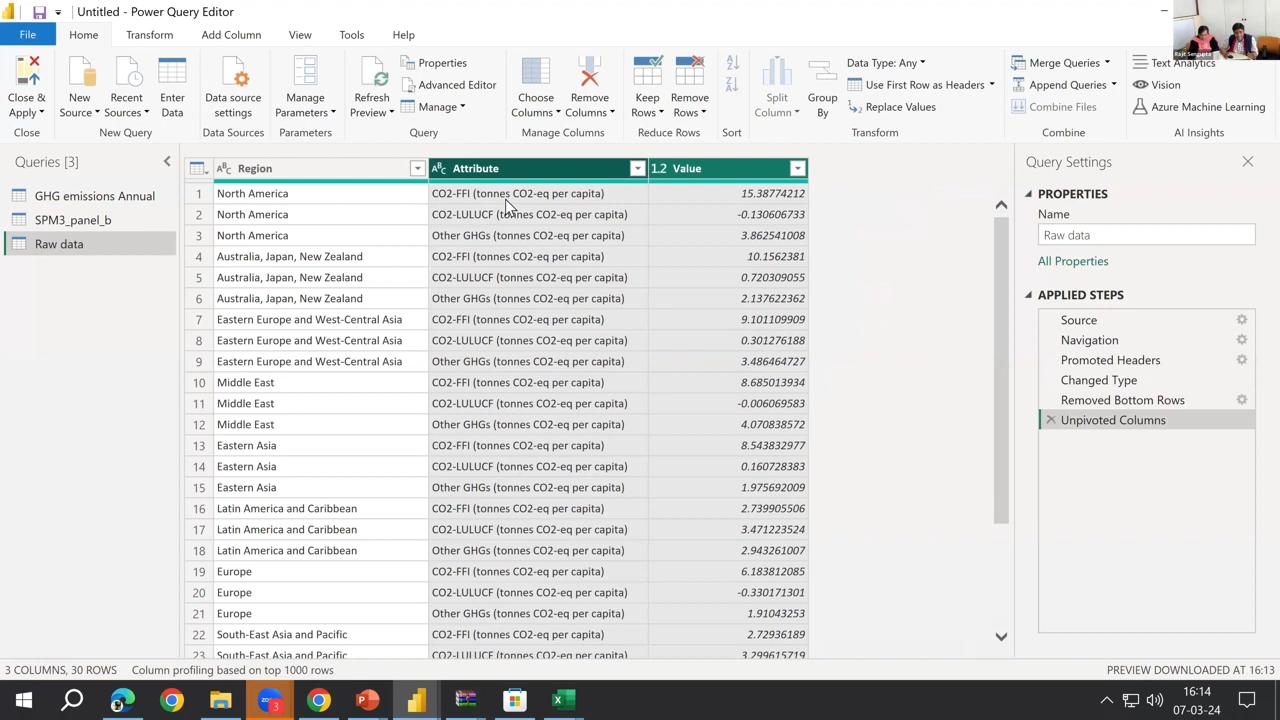 Untitled - Power Query Editor
File Home Transform Add Column View Tools Help
Close & Apply
New Source
Recent Sources
Enter Data
Data source settings
Manage Parameters
Refresh Preview
Properties
Advanced Editor
Manage
Choose Columns
Remove Columns
Keep Rows
Remove Rows
Split Column
Group By
Data Type: Any
Use First Row as Headers
Replace Values
Merge Queries
Append Queries
Combine Files
Text Analytics
Vision
Azure Machine Learning
Close New Query Data Sources Parameters Query Manage Columns Reduce Rows Sort Transform Combine AI Insights
Queries [3]
GHG emissions Annual
SPM3_panel_b
Raw data
Region Attribute 1.2 Value
1 North America CO2-FFI (tonnes CO2-eq per capita) 15.38774212
2 North America CO2-LULUCF (tonnes CO2-eq per capita) -0.130606733
3 North America Other GHGs (tonnes CO2-eq per capita) 3.862541008
4 Australia, Japan, New Zealand CO2-FFI (tonnes CO2-eq per capita) 10.1562381
5 Australia, Japan, New Zealand CO2-LULUCF (tonnes CO2-eq per capita) 0.720309055
6 Australia, Japan, New Zealand Other GHGs (tonnes CO2-eq per capita) 2.137622362
7 Eastern Europe and West-Central Asia CO2-FFI (tonnes CO2-eq per capita) 9.101109909
8 Eastern Europe and West-Central Asia CO2-LULUCF (tonnes CO2-eq per capita) 0.301276188
9 Eastern Europe and West-Central Asia Other GHGs (tonnes CO2-eq per capita) 3.486464727
10 Middle East CO2-FFI (tonnes CO2-eq per capita) 8.685013934
11 Middle East CO2-LULUCF (tonnes CO2-eq per capita) -0.006069583
12 Middle East Other GHGs (tonnes CO2-eq per capita) 4.070838572
13 Eastern Asia CO2-FFI (tonnes CO2-eq per capita) 8.543832977
14 Eastern Asia CO2-LULUCF (tonnes CO2-eq per capita) 0.160728383
15 Eastern Asia Other GHGs (tonnes CO2-eq per capita) 1.975692009
16 Latin America and Caribbean CO2-FFI (tonnes CO2-eq per capita) 2.739905506
17 Latin America and Caribbean CO2-LULUCF (tonnes CO2-eq per capita) 3.471223524
18 Latin America and Caribbean Other GHGs (tonnes CO2-eq per capita) 2.943261007
19 Europe CO2-FFI (tonnes CO2-eq per capita) 6.183812085
20 Europe CO2-LULUCF (tonnes CO2-eq per capita) -0.330171301
21 Europe Other GHGs (tonnes CO2-eq per capita) 1.91043253
22 South-East Asia and Pacific CO2-FFI (tonnes CO2-eq per capita) 2.72936189
23 South-East Asia and Pacific CO2-LULUCF (tonnes CO2-eq per capita) 3.299615719
Query Settings
PROPERTIES
Name
Raw data
All Properties
APPLIED STEPS
Source
Navigation
Promoted Headers
Changed Type
Removed Bottom Rows
Unpivoted Columns
3 COLUMNS, 30 ROWS Column profiling based on top 1000 rows PREVIEW DOWNLOADED AT 16:13
16:14
07-03-24